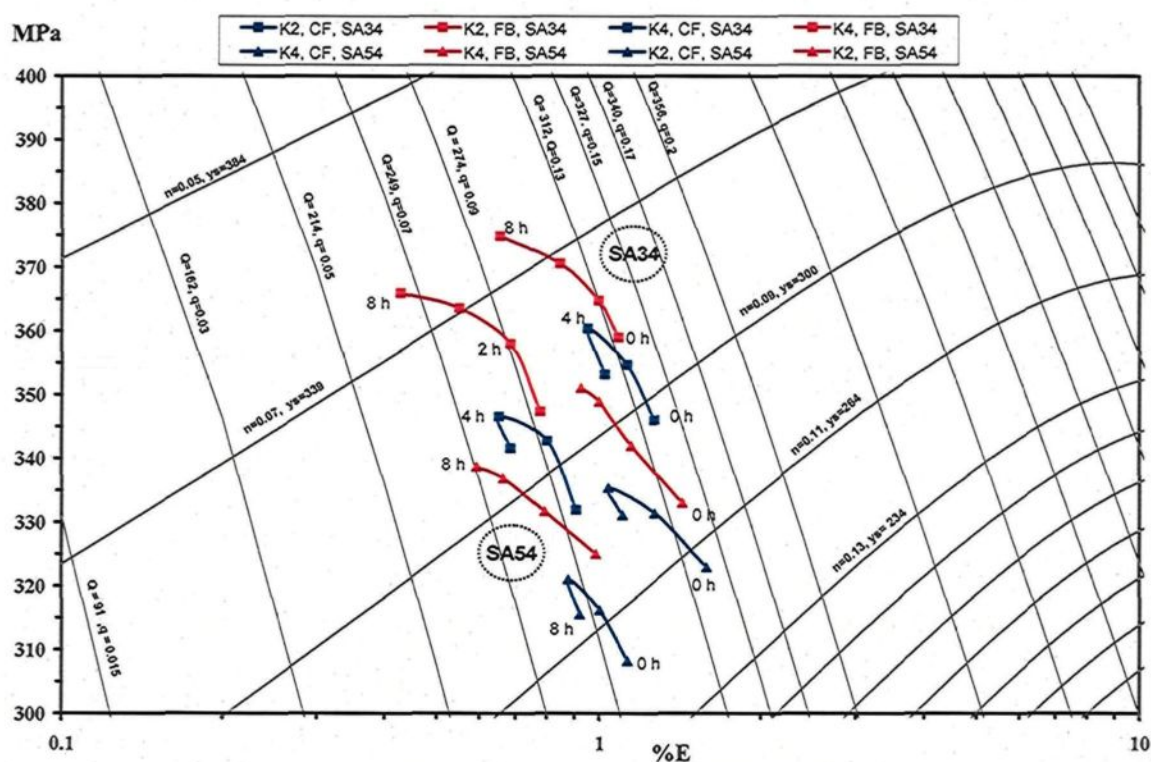 K2, CF, SA34 K2, FB, SA34 K4, CF, SA34 K4, FB, SA34
K4, CF, SA54 K4, FB, SA54 K2, CF, SA54 K2, FB, SA54
MPa
400
390
380
370
360
350
340
330
320
310
300
n=0.05, ys=384
Q=162, q=0.03
Q= 214, q=0.05
Q=249, q=0.07
Q = 274, q=0.09
Q= 312, Q=0.13
Q=327, q=0.15
Q=340, q=0.17
Q=356, q=0.2
8 h
SA34
8 h
4 h
0 h
2 h
n=0.09, ys=300
n=0.07, ys=339
4 h
0 h
n=0.11, ys=264
8 h
0 h
n=0.13, ys= 234
SA54
0 h
Q = 91, q = 0.015
8 h
0 h
0.1
1
%E
10